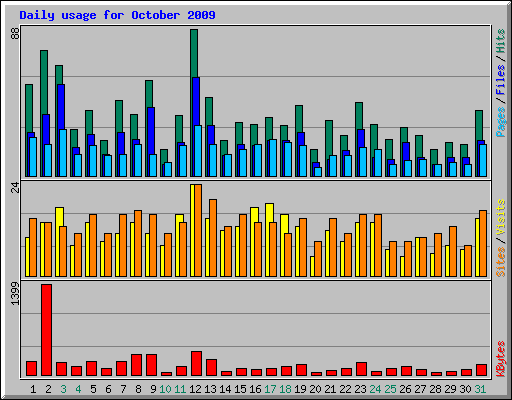 Daily usage for October 2009
88
Pages / Files / Hits
24
Sites / Visits
1399
KBytes
1 2 3 4 5 6 7 8 9 10 11 12 13 14 15 16 17 18 19 20 21 22 23 24 25 26 27 28 29 30 31